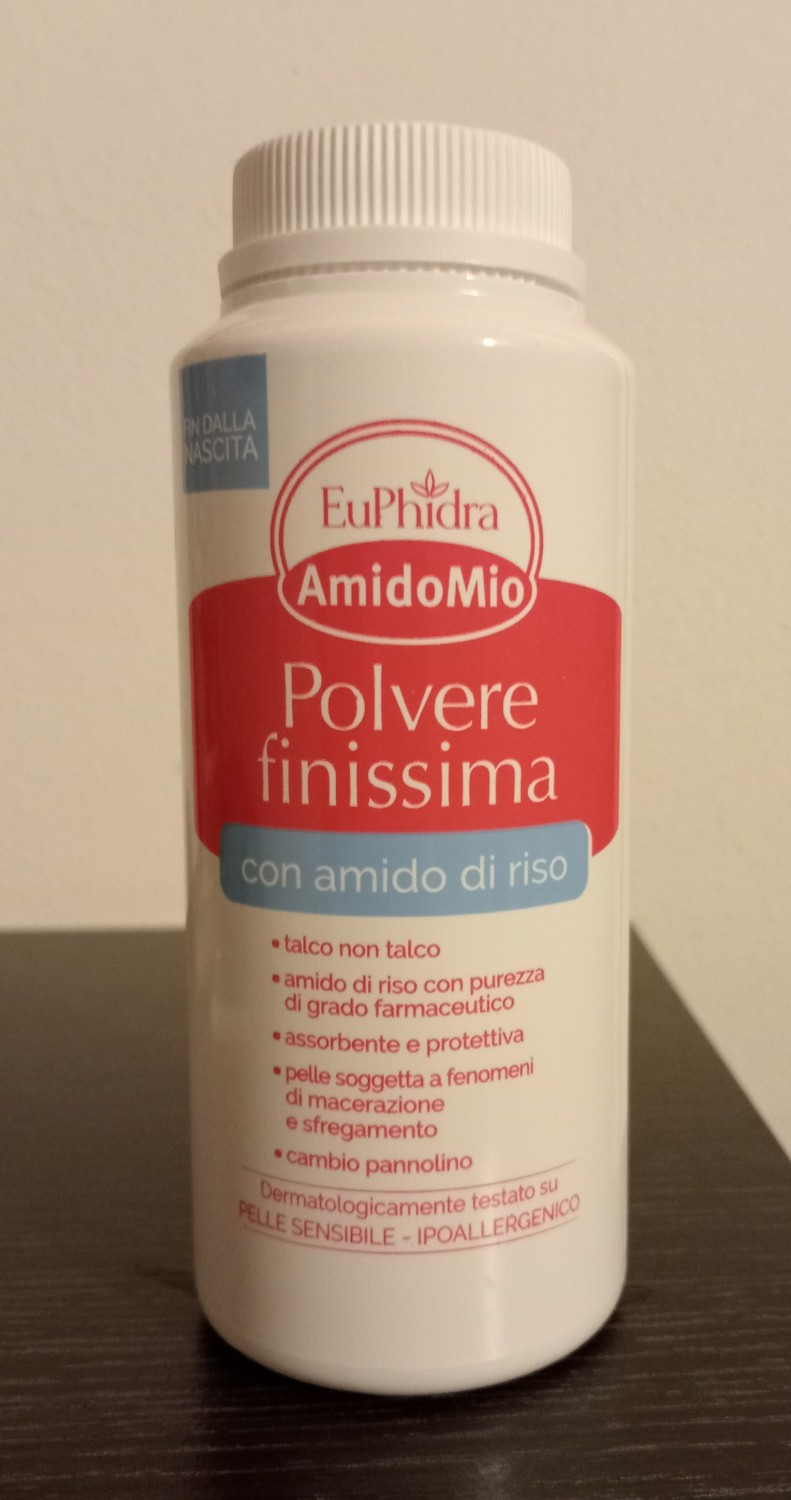 FIN DALLA
NASCITA
EuPhidra
AmidoMio
Polvere
finissima
con amido di riso
• talco non talco
• amido di riso con purezza
di grado farmaceutico
• assorbente e protettiva
• pelle soggetta a fenomeni
di macerazione
e sfregamento
• cambio pannolino
Dermatologicamente testato su
PELLE SENSIBILE - IPOALLERGENICO